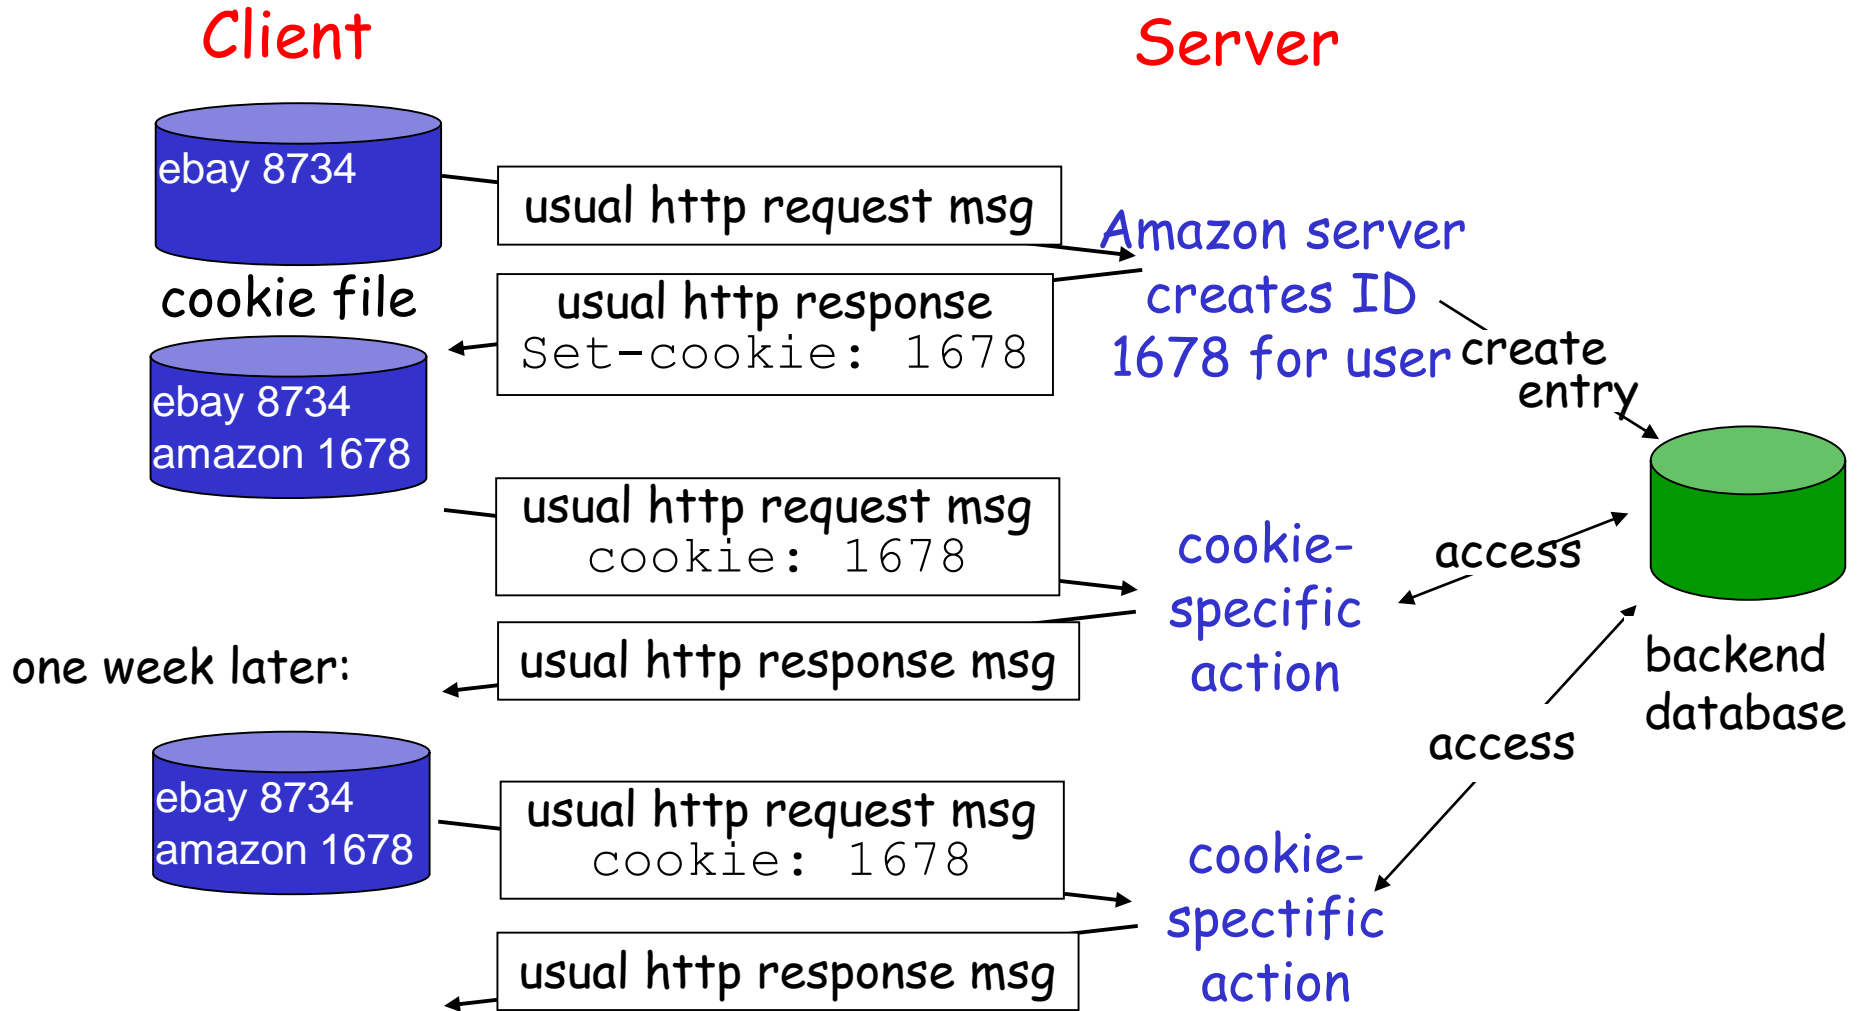 Client
Server
ebay 8734
usual http request msg
Amazon server
creates ID
1678 for user
cookie file
usual http response
Set-cookie: 1678
create
entry
ebay 8734
amazon 1678
usual http request msg
cookie: 1678
cookie-
specific
action
access
usual http response msg
one week later:
backend
database
access
ebay 8734
amazon 1678
usual http request msg
cookie: 1678
cookie-
spectific
action
usual http response msg